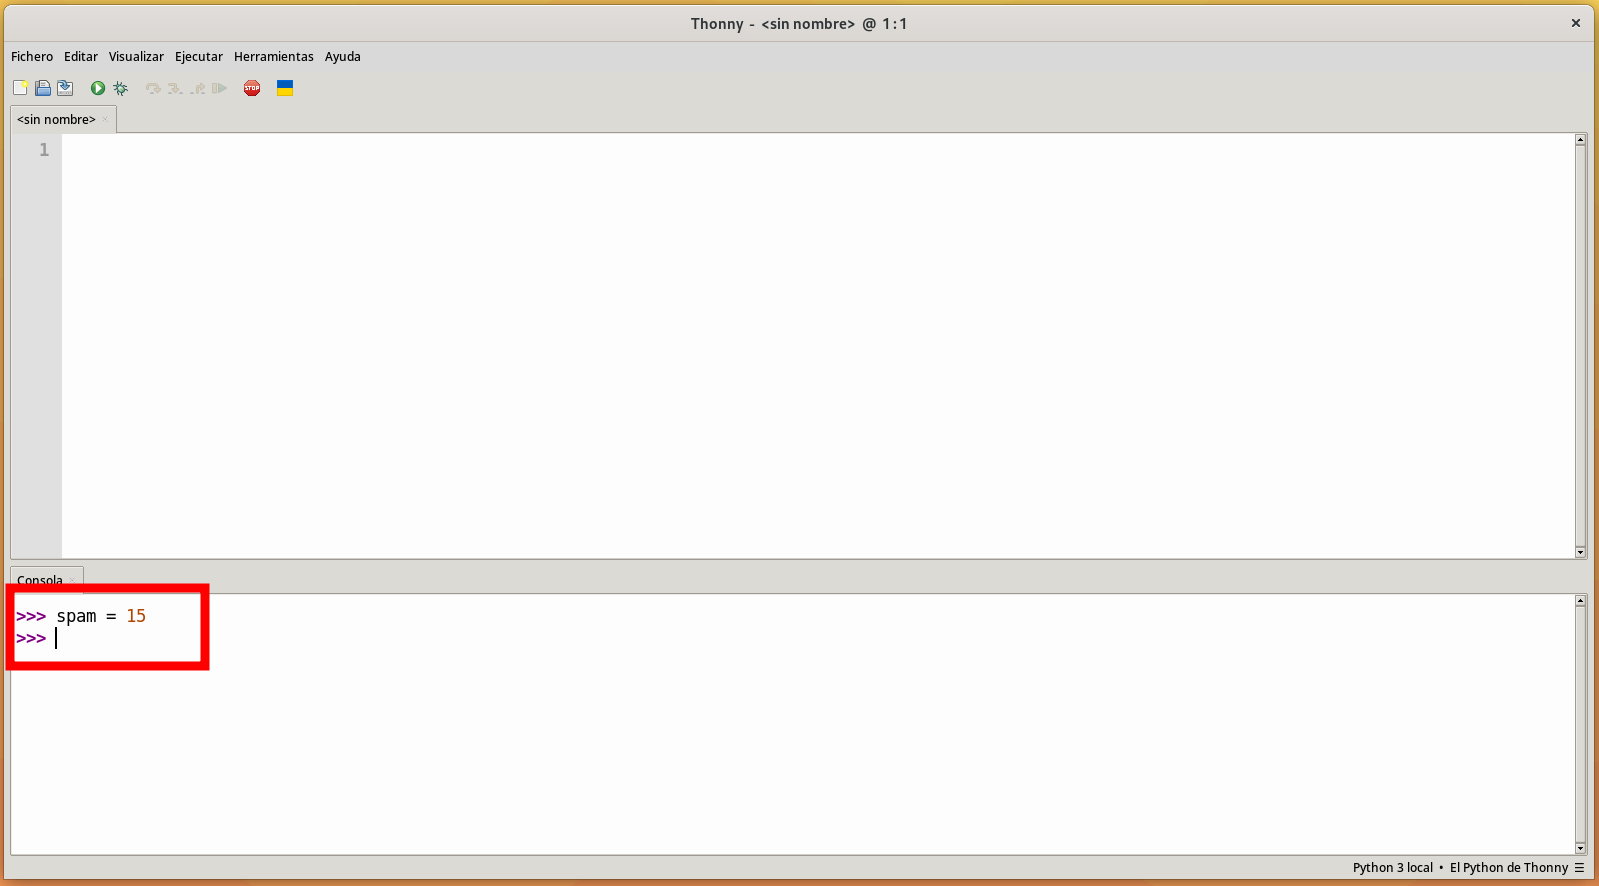 Thonny - <sin nombre> @ 1:1
Fichero Editar Visualizar Ejecutar Herramientas Ayuda
STOP
<sin nombre>
1
Consola
>>> spam = 15
>>>
Python 3 local • El Python de Thonny ☰